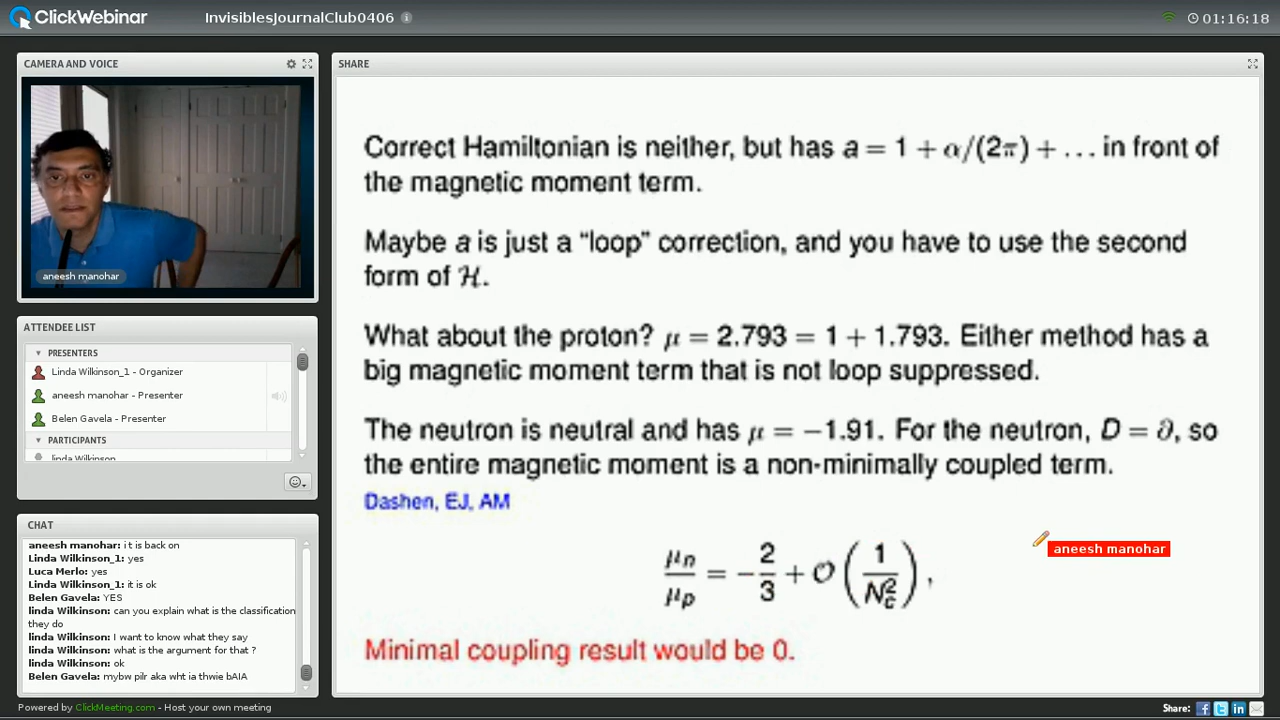 ClickWebinar
InvisiblesJournalClub0406
01:16:18
CAMERA AND VOICE
aneesh manohar
ATTENDEE LIST
PRESENTERS
Linda Wilkinson_1 - Organizer
aneesh manohar - Presenter
Belen Gavela - Presenter
PARTICIPANTS
linda Wilkinson
CHAT
aneesh manohar: i t is back on
Linda Wilkinson_1: yes
Luca Merlo: yes
Linda Wilkinson_1: it is ok
Belen Gavela: YES
linda Wilkinson: can you explain what is the classification
they do
linda Wilkinson: I want to know what they say
linda Wilkinson: what is the argument for that ?
linda Wilkinson: ok
Belen Gavela: mybw pilr aka wht ia thwie bAIA
SHARE
Correct Hamiltonian is neither, but has a = 1 + α/(2π) + ... in front of
the magnetic moment term.
Maybe a is just a “loop” correction, and you have to use the second
form of ℋ.
What about the proton? μ = 2.793 = 1 + 1.793. Either method has a
big magnetic moment term that is not loop suppressed.
The neutron is neutral and has μ = −1.91. For the neutron, D = ∂, so
the entire magnetic moment is a non-minimally coupled term.
Dashen, EJ, AM
μn/μp = −2/3 + O(1/Nc²),
aneesh manohar
Minimal coupling result would be 0.
Powered by ClickMeeting.com - Host your own meeting
Share: